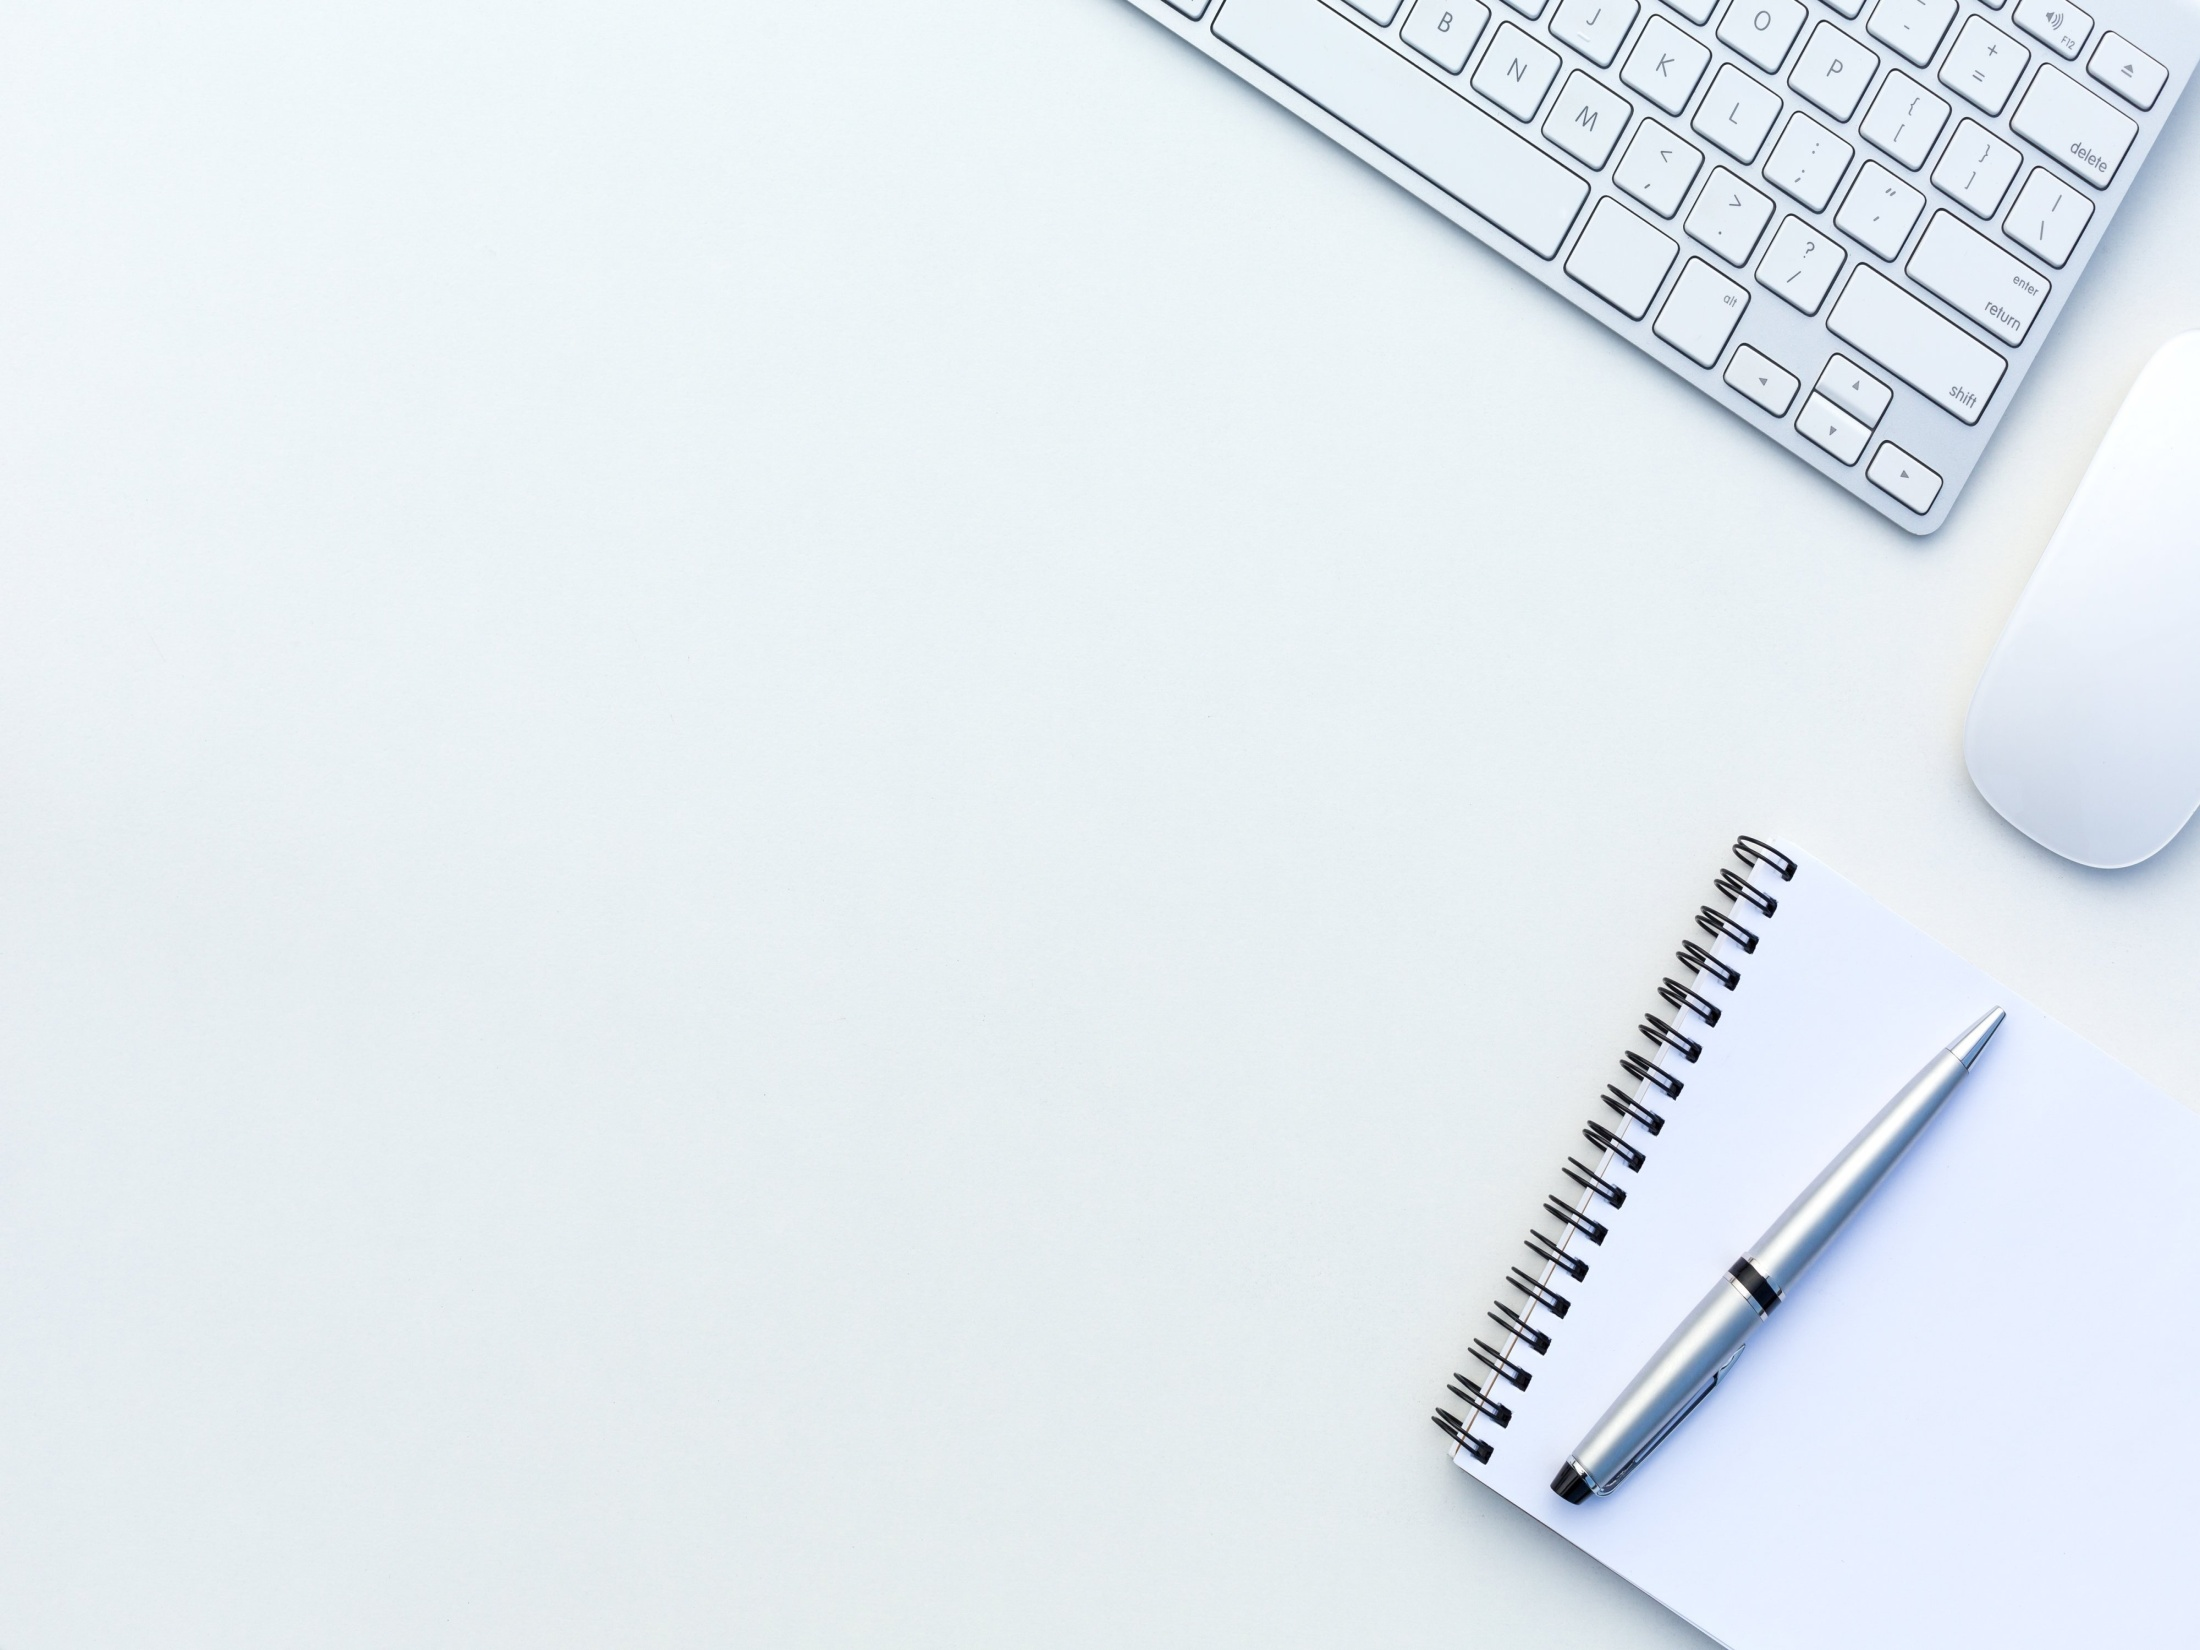 F12
- + =
O P { [ } ] delete
J K L : ; " ' | \ enter return
B N M < , > . ? / shift
alt